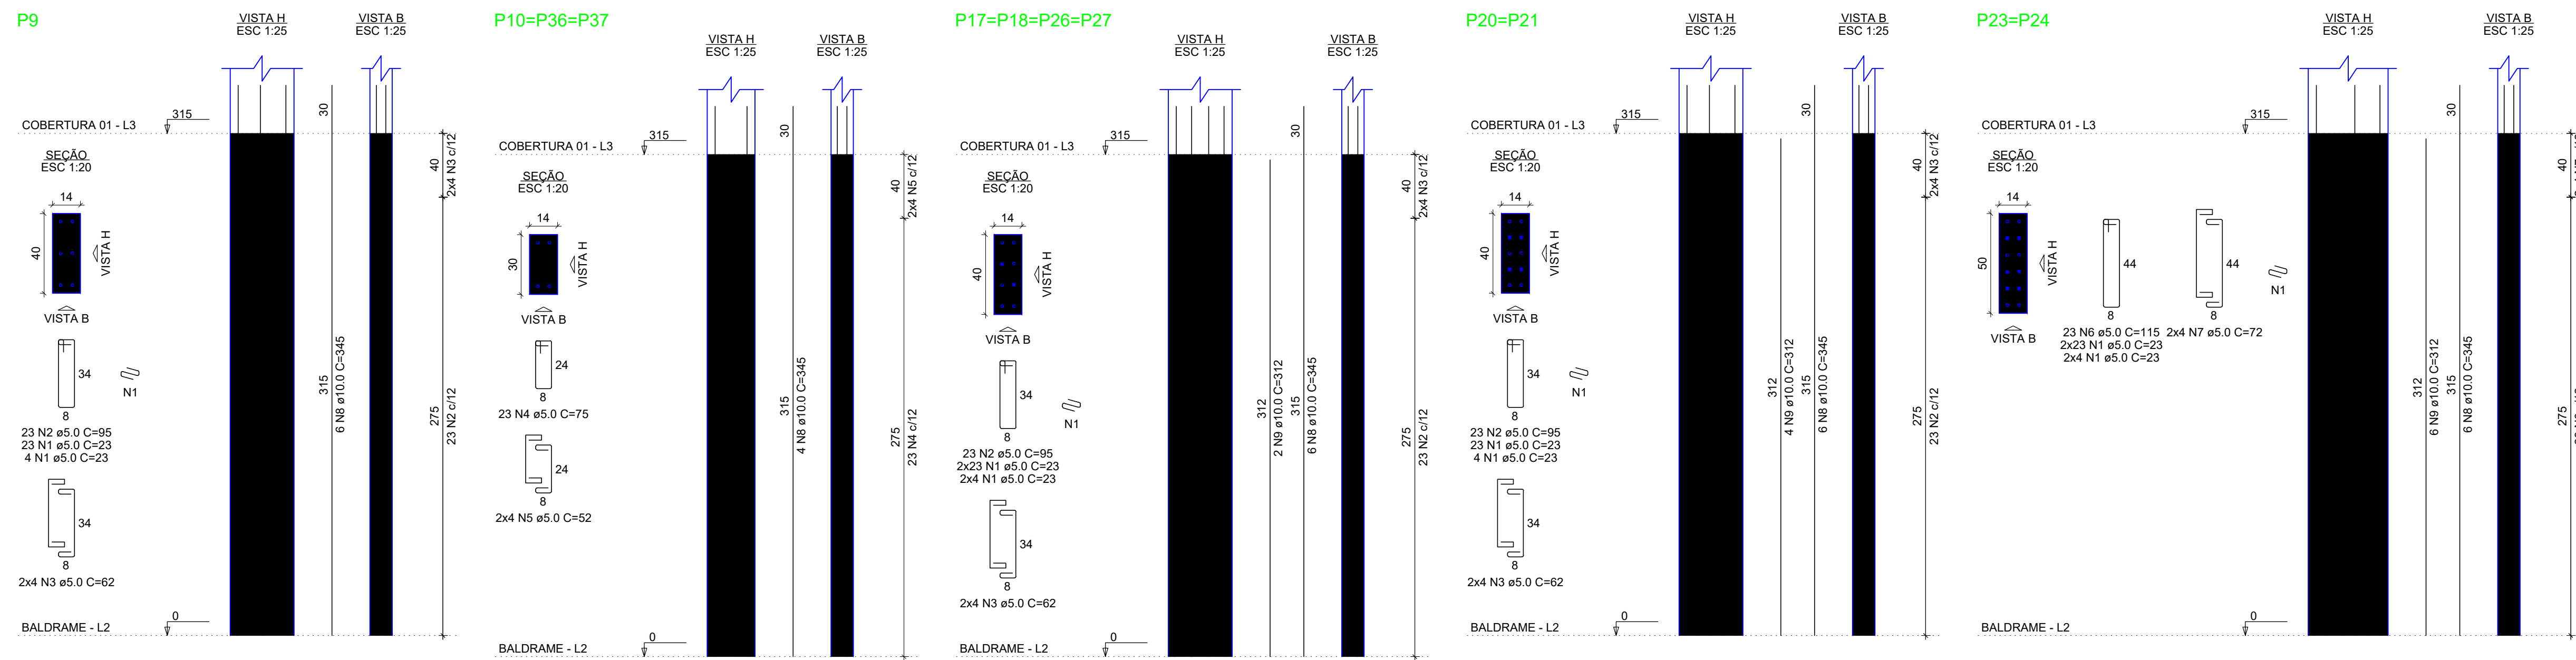 P9
VISTA H
ESC 1:25
VISTA B
ESC 1:25
COBERTURA 01 - L3
315
30
SEÇÃO
ESC 1:20
14
40
VISTA H
VISTA B
34
8
N1
23 N2 ø5.0 C=95
23 N1 ø5.0 C=23
4 N1 ø5.0 C=23
34
8
2x4 N3 ø5.0 C=62
315
6 N8 ø10.0 C=345
40
2x4 N3 c/12
275
23 N2 c/12
0
BALDRAME - L2
P10=P36=P37
VISTA H
ESC 1:25
VISTA B
ESC 1:25
COBERTURA 01 - L3
315
30
SEÇÃO
ESC 1:20
14
30
VISTA H
VISTA B
24
8
23 N4 ø5.0 C=75
24
8
2x4 N5 ø5.0 C=52
315
4 N8 ø10.0 C=345
40
2x4 N5 c/12
275
23 N4 c/12
0
BALDRAME - L2
P17=P18=P26=P27
VISTA H
ESC 1:25
VISTA B
ESC 1:25
COBERTURA 01 - L3
315
30
SEÇÃO
ESC 1:20
14
40
VISTA H
VISTA B
34
8
N1
23 N2 ø5.0 C=95
2x23 N1 ø5.0 C=23
2x4 N1 ø5.0 C=23
34
8
2x4 N3 ø5.0 C=62
312
2 N9 ø10.0 C=312
315
6 N8 ø10.0 C=345
40
2x4 N3 c/12
275
23 N2 c/12
0
BALDRAME - L2
P20=P21
VISTA H
ESC 1:25
VISTA B
ESC 1:25
COBERTURA 01 - L3
315
30
SEÇÃO
ESC 1:20
14
40
VISTA H
VISTA B
34
8
N1
23 N2 ø5.0 C=95
23 N1 ø5.0 C=23
4 N1 ø5.0 C=23
34
8
2x4 N3 ø5.0 C=62
312
4 N9 ø10.0 C=312
315
6 N8 ø10.0 C=345
40
2x4 N3 c/12
275
23 N2 c/12
0
BALDRAME - L2
P23=P24
VISTA H
ESC 1:25
VISTA B
ESC 1:25
COBERTURA 01 - L3
315
30
SEÇÃO
ESC 1:20
14
50
VISTA H
VISTA B
44
8
23 N6 ø5.0 C=115
2x23 N1 ø5.0 C=23
2x4 N1 ø5.0 C=23
44
8
2x4 N7 ø5.0 C=72
N1
312
6 N9 ø10.0 C=312
315
6 N8 ø10.0 C=345
40
275
0
BALDRAME - L2